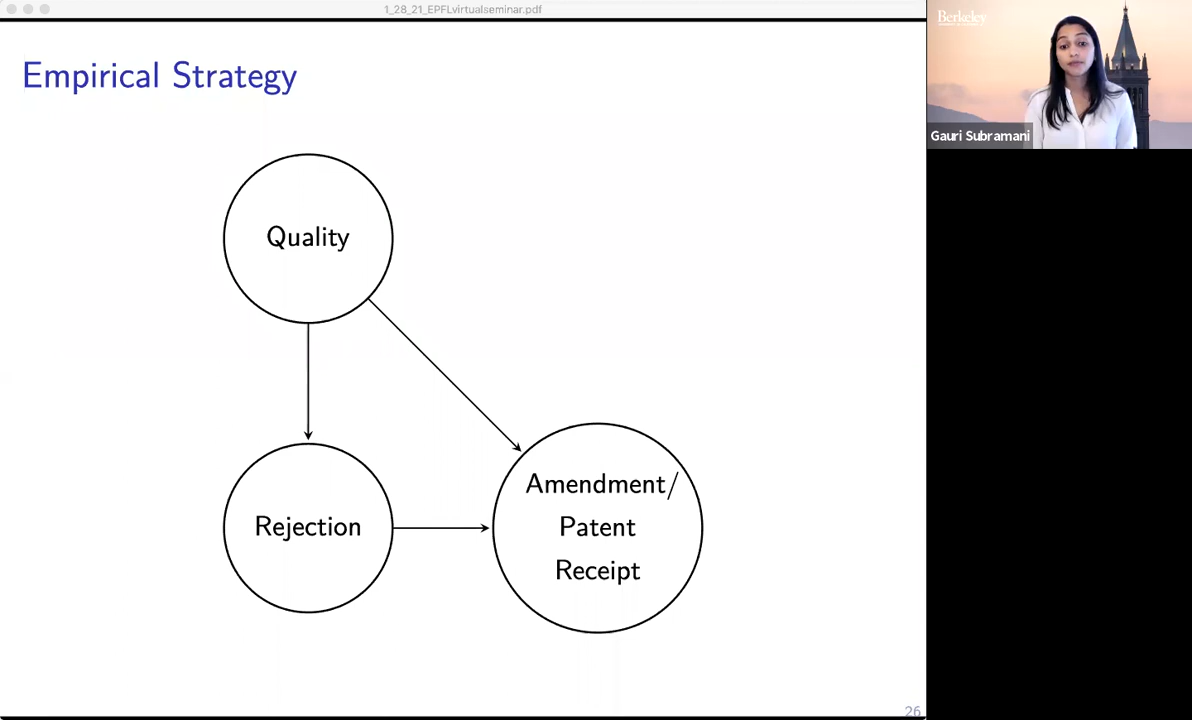 1_28_21_EPFLvirtualseminar.pdf
Empirical Strategy
Quality
Rejection
Amendment/
Patent
Receipt
26
Berkeley
Gauri Subramani